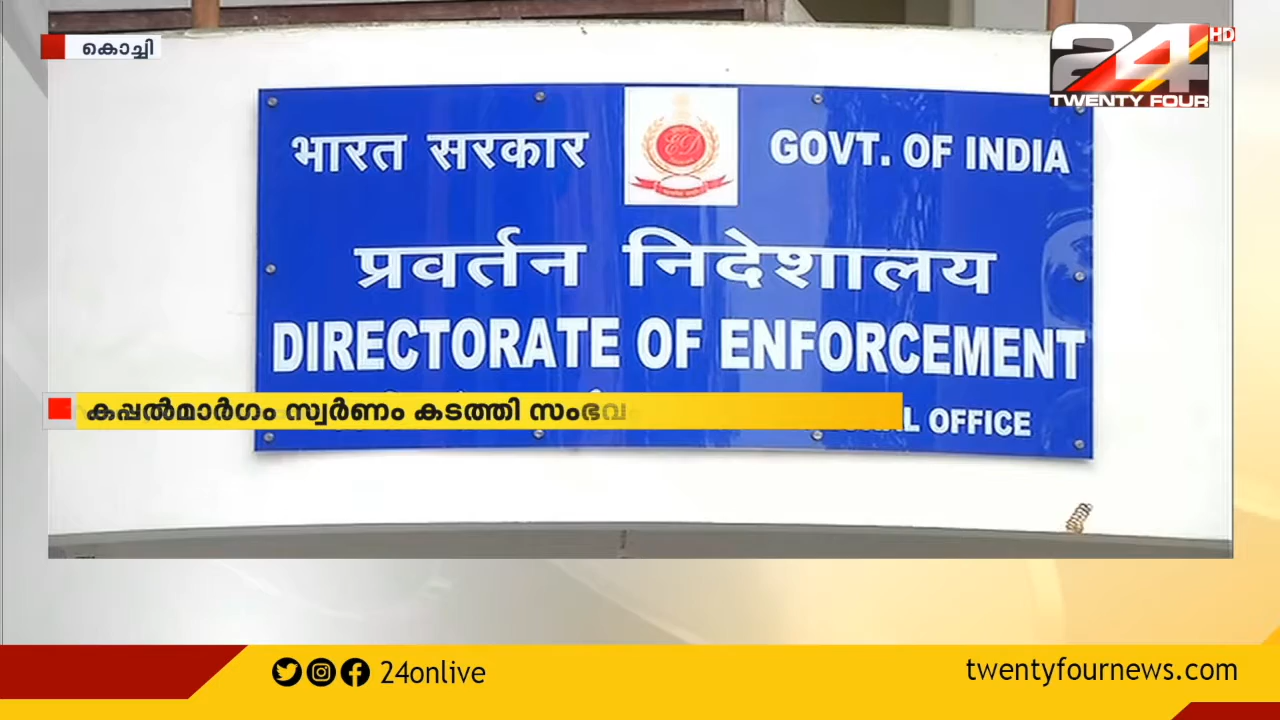 കൊച്ചി
24 HD
TWENTY FOUR
भारत सरकार
GOVT. OF INDIA
प्रवर्तन निदेशालय
DIRECTORATE OF ENFORCEMENT
കപ്പൽമാർഗം സ്വർണം കടത്തി സംഭവ
OFFICE
24onlive
twentyfournews.com